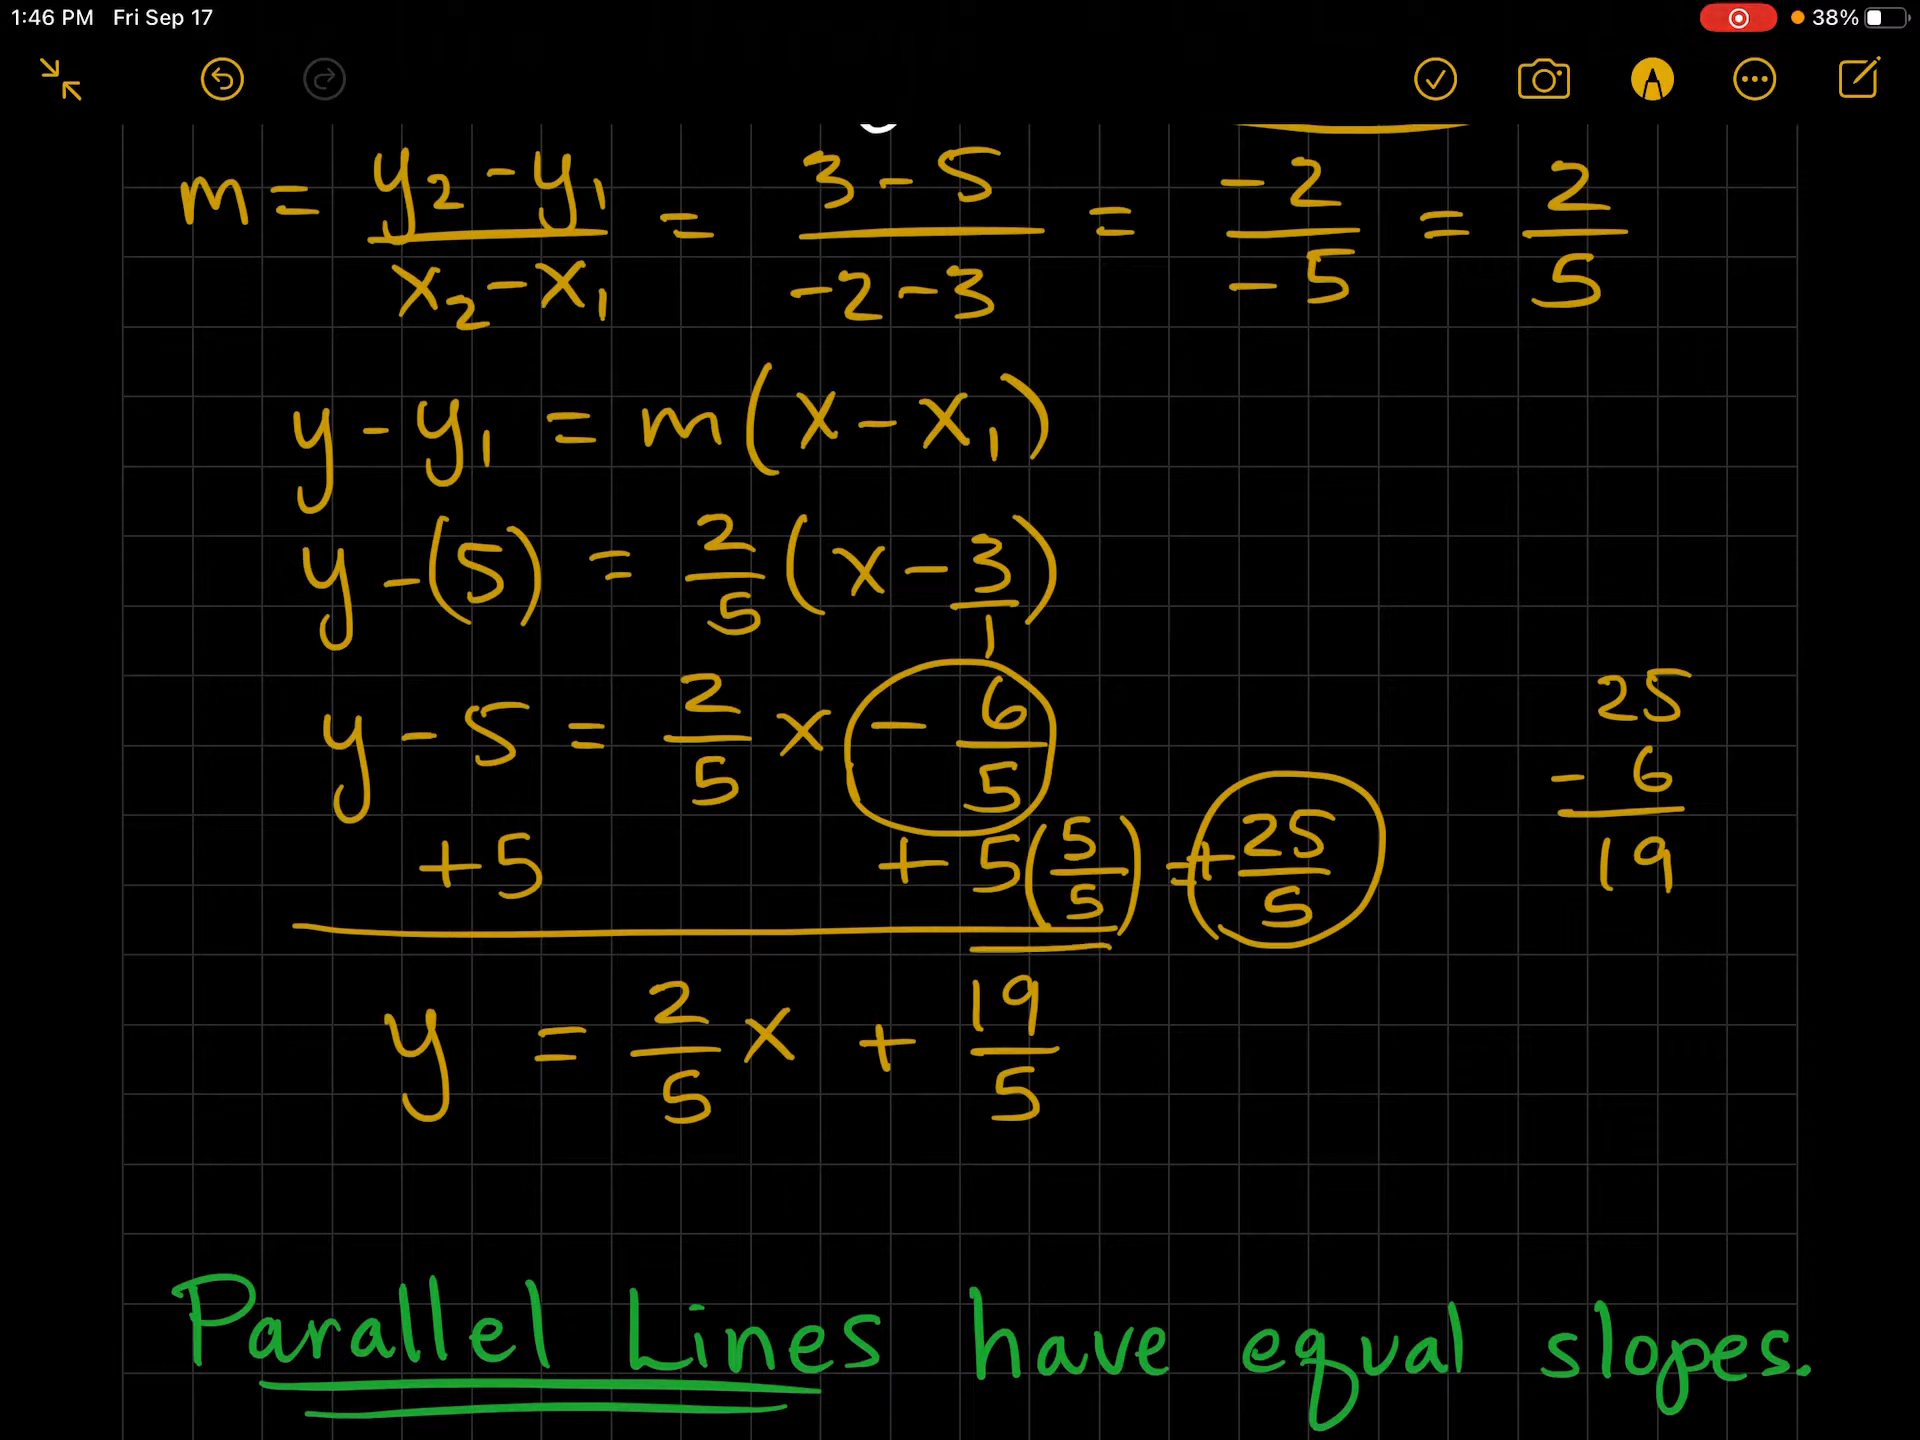 1:46 PM Fri Sep 17 38%
m = y₂ - y₁ / x₂ - x₁ = 3 - 5 / -2 - 3 = -2 / -5 = 2 / 5
y - y₁ = m(x - x₁)
y - (5) = 2/5 (x - 3/1)
y - 5 = 2/5 x - 6/5
+5 + 5(5/5) = + 25/5
y = 2/5 x + 19/5
25
- 6
19
Parallel Lines have equal slopes.